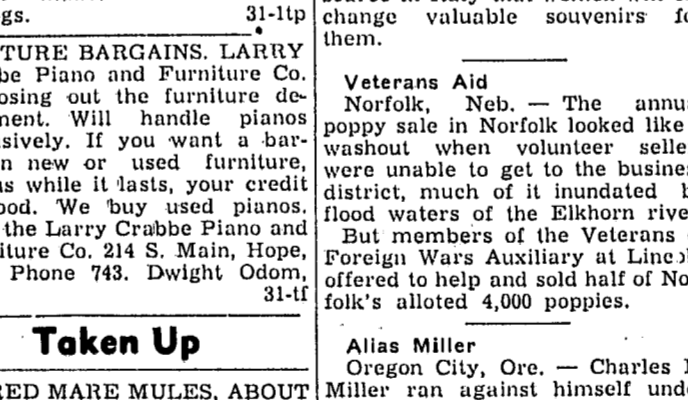 gs. 31-1tp
TURE BARGAINS. LARRY
be Piano and Furniture Co.
osing out the furniture de-
ment. Will handle pianos
sively. If you want a bar-
n new or used furniture,
us while it lasts, your credit
ood. We buy used pianos.
the Larry Crabbe Piano and
iture Co. 214 S. Main, Hope,
Phone 743. Dwight Odom,
31-tf
Taken Up
RED MARE MULES, ABOUT
change valuable souvenirs fo
them.
Veterans Aid
Norfolk, Neb. — The annu
poppy sale in Norfolk looked like
washout when volunteer selle
were unable to get to the busine
district, much of it inundated b
flood waters of the Elkhorn rive
But members of the Veterans
Foreign Wars Auxiliary at Lincol
offered to help and sold half of No
folk's alloted 4,000 poppies.
Alias Miller
Oregon City, Ore. — Charles
Miller ran against himself unde